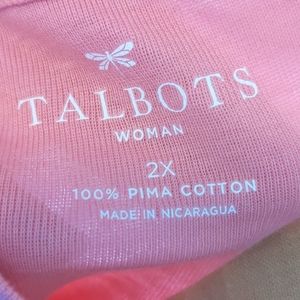 TALBOTS
WOMAN
2X
100% PIMA COTTON
MADE IN NICARAGUA